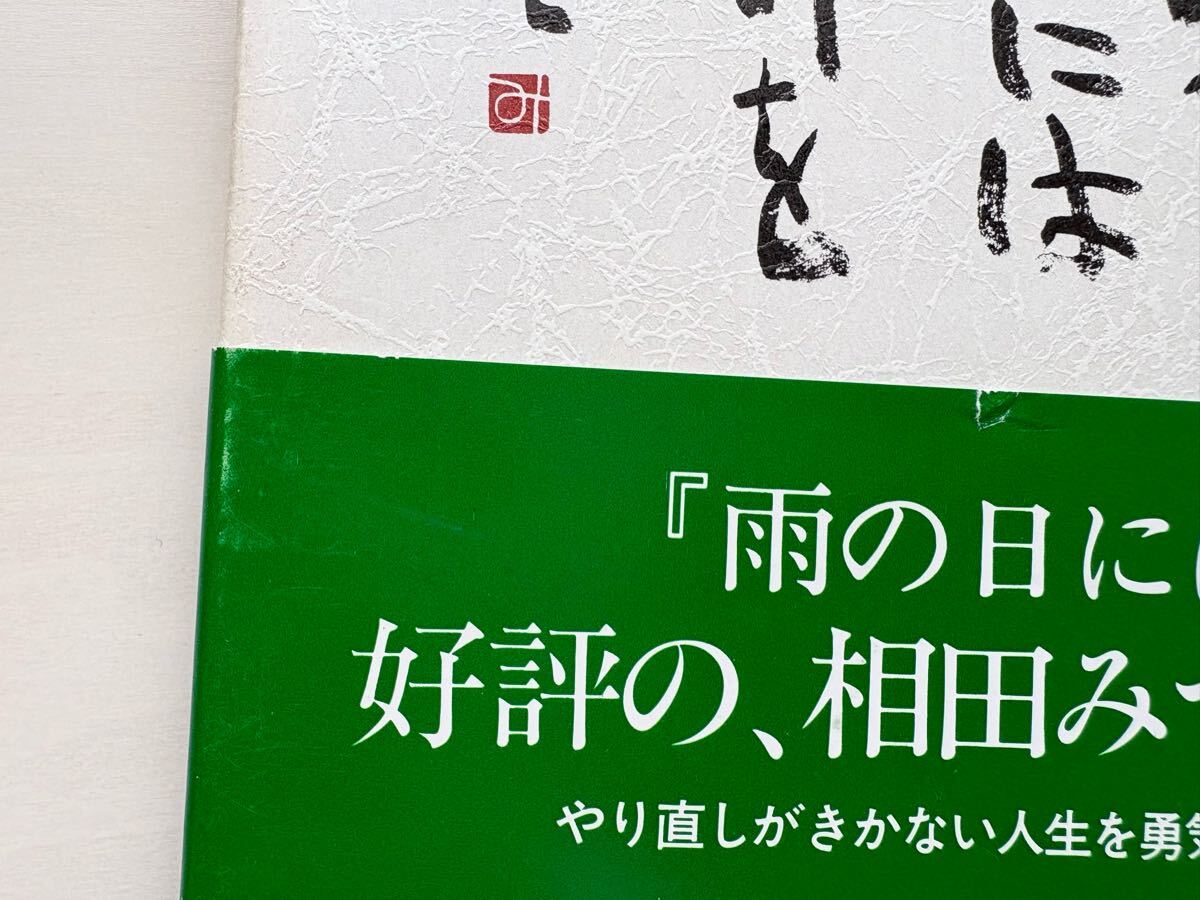 には
を
み
『雨の日に
好評の、相田み
やり直しがきかない人生を勇